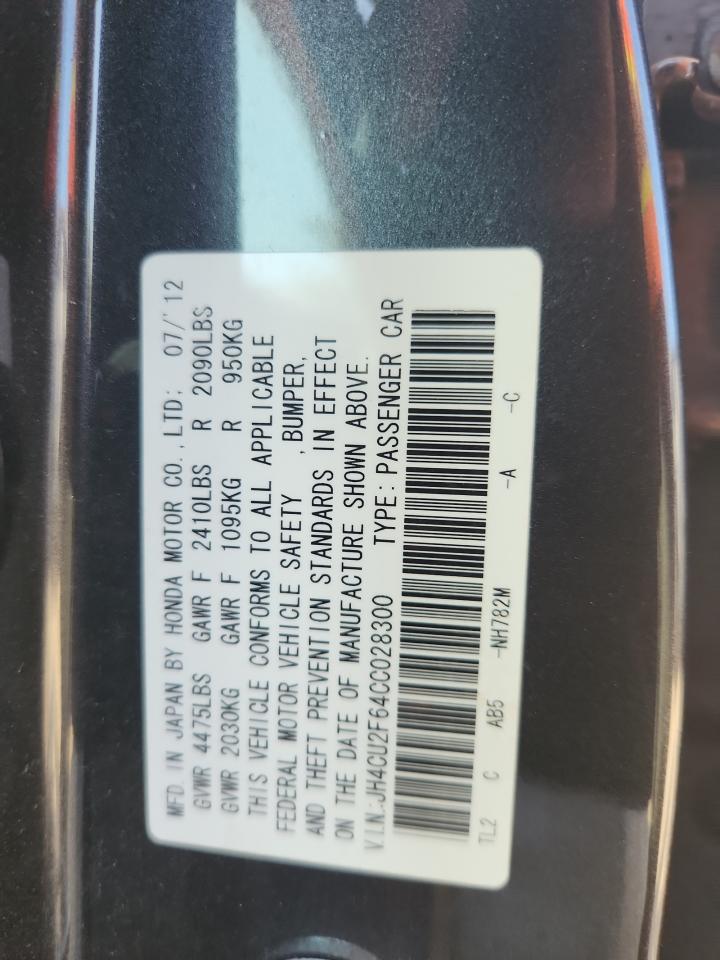 MFD. IN JAPAN BY HONDA MOTOR CO.,LTD: 07/'12
GVWR 4475LBS GAWR F 2410LBS R 2090LBS
GVWR 2030KG GAWR F 1095KG R 950KG
THIS VEHICLE CONFORMS TO ALL APPLICABLE
FEDERAL MOTOR VEHICLE SAFETY ,BUMPER,
AND THEFT PREVENTION STANDARDS IN EFFECT
ON THE DATE OF MANUFACTURE SHOWN ABOVE.
V.I.N.:JH4CU2F64CC028300 TYPE:PASSENGER CAR
TL2 C AB5 -NH782M -A -C